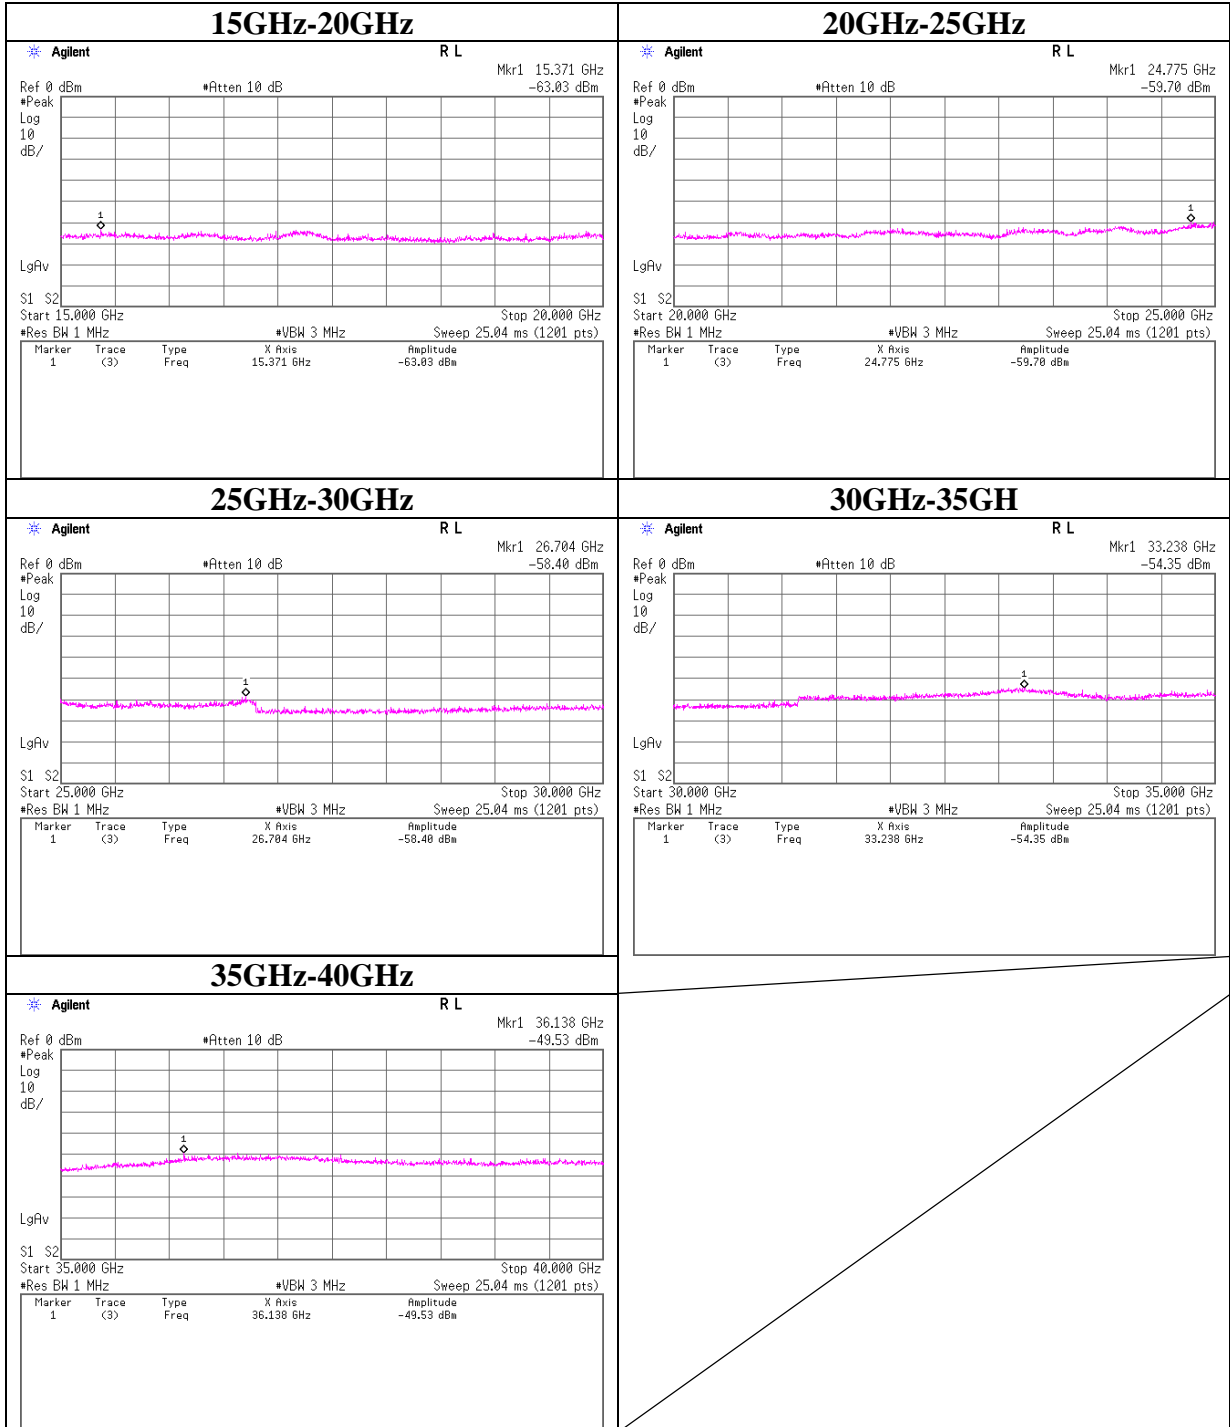 15GHz-20GHz
Agilent R L
Mkr1 15.371 GHz
Ref 0 dBm #Atten 10 dB -63.03 dBm
#Peak
Log
10
dB/
1
LgAv
S1 S2
Start 15.000 GHz Stop 20.000 GHz
#Res BW 1 MHz #VBW 3 MHz Sweep 25.04 ms (1201 pts)
Marker Trace Type X Axis Amplitude
1 (3) Freq 15.371 GHz -63.03 dBm
20GHz-25GHz
Agilent R L
Mkr1 24.775 GHz
Ref 0 dBm #Atten 10 dB -59.70 dBm
#Peak
Log
10
dB/
1
LgAv
S1 S2
Start 20.000 GHz Stop 25.000 GHz
#Res BW 1 MHz #VBW 3 MHz Sweep 25.04 ms (1201 pts)
Marker Trace Type X Axis Amplitude
1 (3) Freq 24.775 GHz -59.70 dBm
25GHz-30GHz
Agilent R L
Mkr1 26.704 GHz
Ref 0 dBm #Atten 10 dB -58.40 dBm
#Peak
Log
10
dB/
1
LgAv
S1 S2
Start 25.000 GHz Stop 30.000 GHz
#Res BW 1 MHz #VBW 3 MHz Sweep 25.04 ms (1201 pts)
Marker Trace Type X Axis Amplitude
1 (3) Freq 26.704 GHz -58.40 dBm
30GHz-35GH
Agilent R L
Mkr1 33.238 GHz
Ref 0 dBm #Atten 10 dB -54.35 dBm
#Peak
Log
10
dB/
1
LgAv
S1 S2
Start 30.000 GHz Stop 35.000 GHz
#Res BW 1 MHz #VBW 3 MHz Sweep 25.04 ms (1201 pts)
Marker Trace Type X Axis Amplitude
1 (3) Freq 33.238 GHz -54.35 dBm
35GHz-40GHz
Agilent R L
Mkr1 36.138 GHz
Ref 0 dBm #Atten 10 dB -49.53 dBm
#Peak
Log
10
dB/
1
LgAv
S1 S2
Start 35.000 GHz Stop 40.000 GHz
#Res BW 1 MHz #VBW 3 MHz Sweep 25.04 ms (1201 pts)
Marker Trace Type X Axis Amplitude
1 (3) Freq 36.138 GHz -49.53 dBm